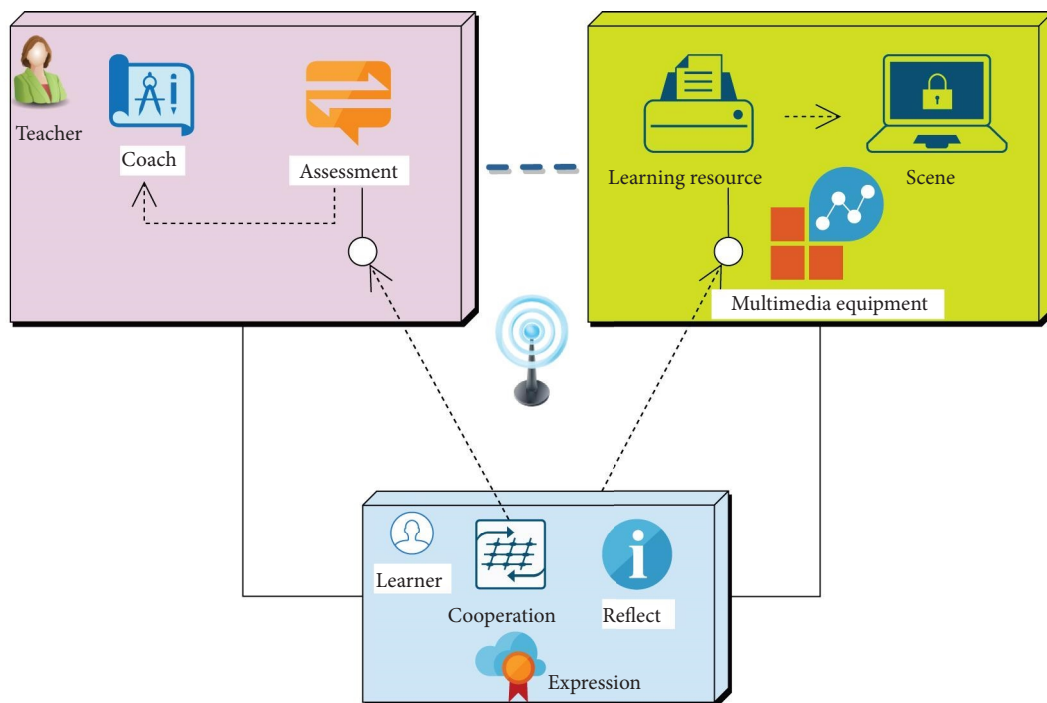 Teacher
Coach
Assessment
Learning resource
Scene
Multimedia equipment
Learner
Cooperation
Reflect
Expression